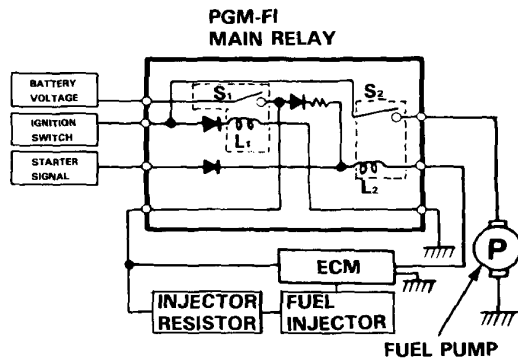 PGM-FI
MAIN RELAY
BATTERY
VOLTAGE
IGNITION
SWITCH
STARTER
SIGNAL
S1
L1
S2
L2
ECM
INJECTOR
RESISTOR
FUEL
INJECTOR
P
FUEL PUMP